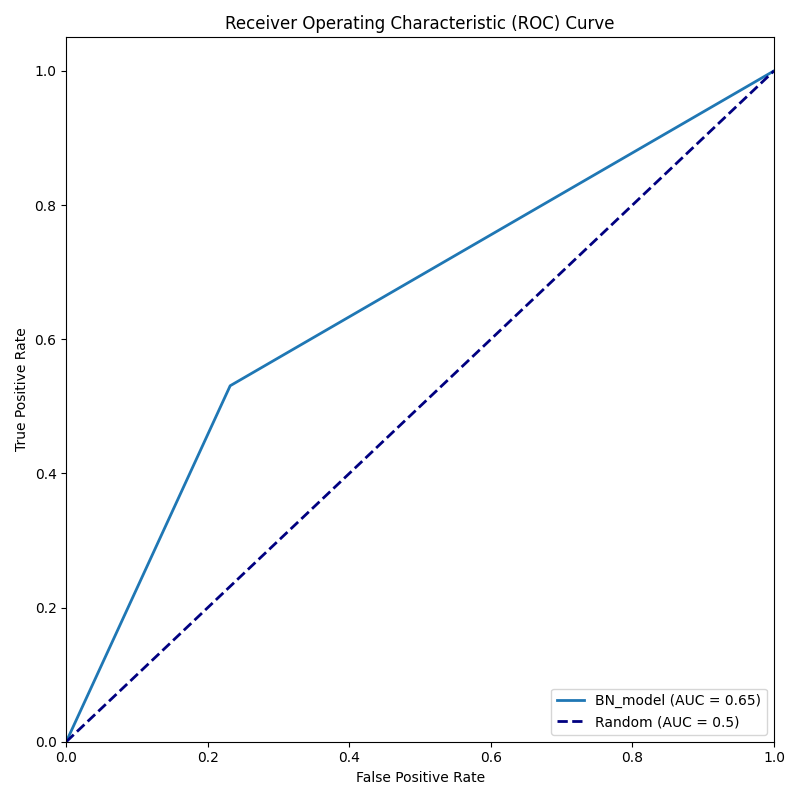 Receiver Operating Characteristic (ROC) Curve
True Positive Rate
1.0
0.8
0.6
0.4
0.2
0.0
0.0 0.2 0.4 0.6 0.8 1.0
False Positive Rate
BN_model (AUC = 0.65)
Random (AUC = 0.5)